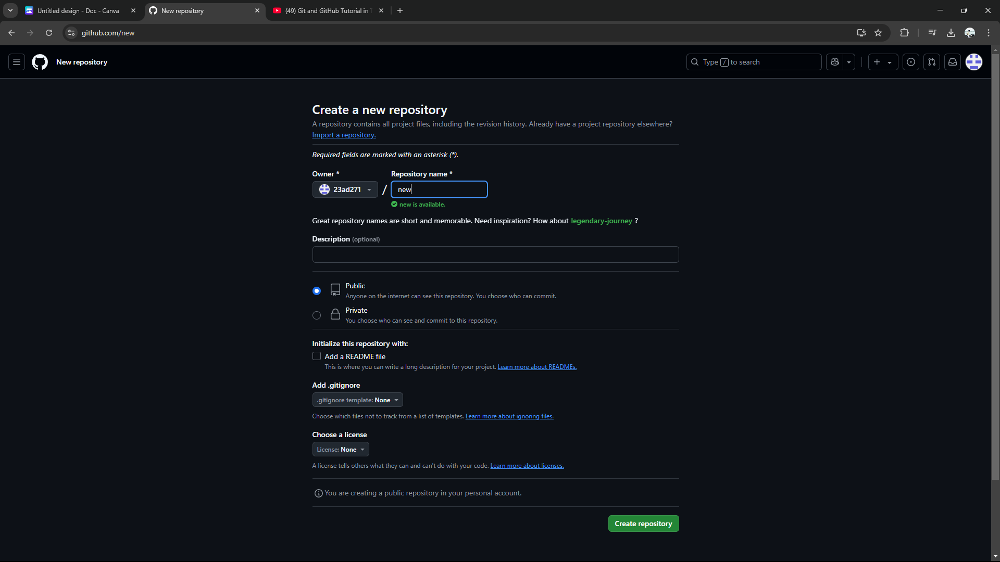 Untitled design - Doc - Canva
New repository
(49) Git and GitHub Tutorial in
github.com/new
New repository
Type / to search
Create a new repository
A repository contains all project files, including the revision history. Already have a project repository elsewhere?
Import a repository.
Required fields are marked with an asterisk (*).
Owner *
Repository name *
23ad271
/
new
new is available.
Great repository names are short and memorable. Need inspiration? How about legendary-journey ?
Description (optional)
Public
Anyone on the internet can see this repository. You choose who can commit.
Private
You choose who can see and commit to this repository.
Initialize this repository with:
Add a README file
This is where you can write a long description for your project. Learn more about READMEs.
Add .gitignore
.gitignore template: None
Choose which files not to track from a list of templates. Learn more about ignoring files.
Choose a license
License: None
A license tells others what they can and can't do with your code. Learn more about licenses.
You are creating a public repository in your personal account.
Create repository